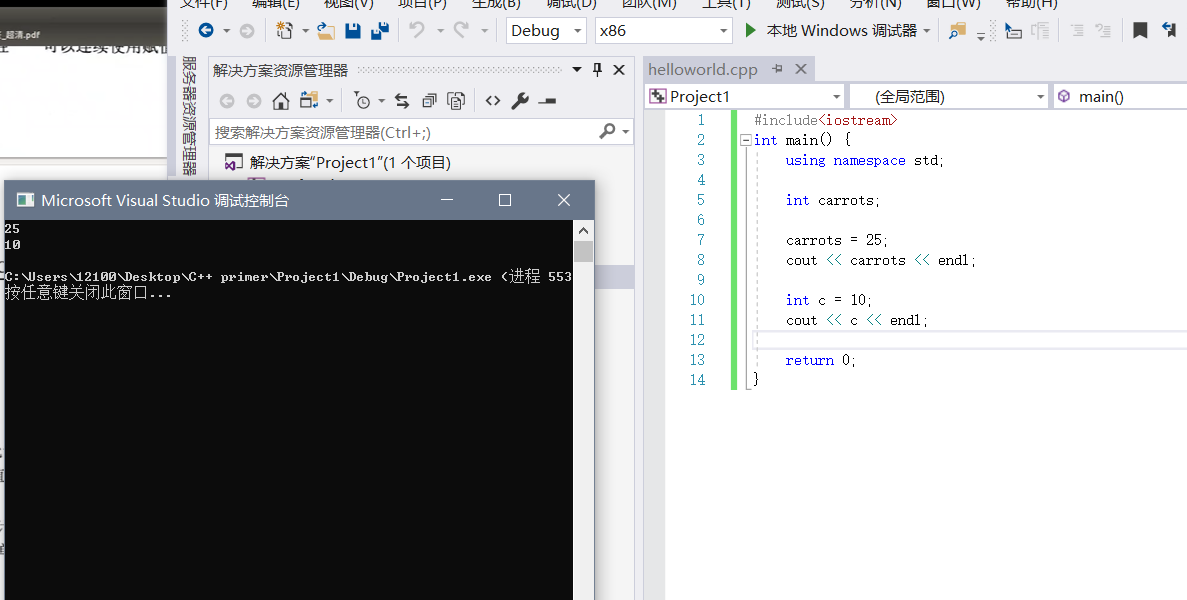 文件(F) 编辑(E) 视图(V) 项目(P) 生成(B) 调试(D) 团队(M) 工具(T) 测试(S) 分析(N) 窗口(W) 帮助(H)
_超清.pdf
可以连续使用赋值
Debug x86 本地 Windows 调试器
服务器资源管理器
解决方案资源管理器
搜索解决方案资源管理器(Ctrl+;)
解决方案“Project1”(1 个项目)
Microsoft Visual Studio 调试控制台
25
10
C:\Users\12100\Desktop\C++ primer\Project1\Debug\Project1.exe (进程 553
按任意键关闭此窗口...
helloworld.cpp
Project1 (全局范围) main()
1 #include<iostream>
2 int main() {
3 using namespace std;
4
5 int carrots;
6
7 carrots = 25;
8 cout << carrots << endl;
9
10 int c = 10;
11 cout << c << endl;
12
13 return 0;
14 }